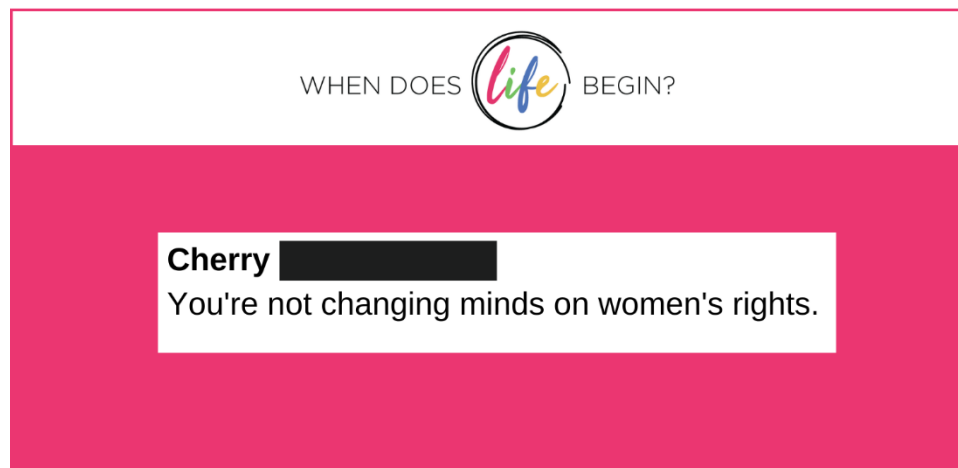 WHEN DOES life BEGIN?
Cherry
You're not changing minds on women's rights.